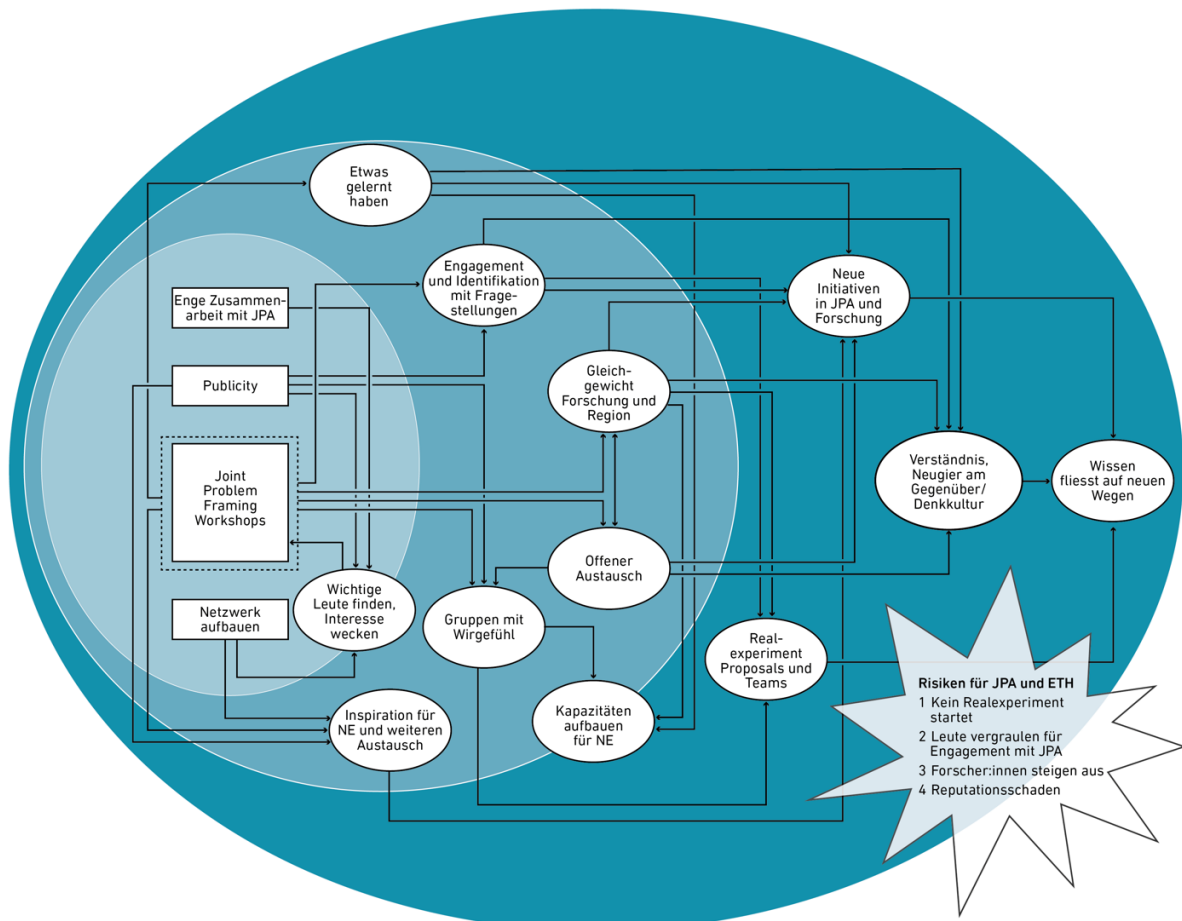 Etwas
gelernt
haben
Engagement
und Identifikation
mit Frage-
stellungen
Neue
Initiativen
in JPA und
Forschung
Enge Zusammen-
arbeit mit JPA
Publicity
Gleich-
gewicht
Forschung und
Region
Joint
Problem
Framing
Workshops
Verständnis,
Neugier am
Gegenüber/
Denkkultur
Wissen
fliesst auf neuen
Wegen
Offener
Austausch
Wichtige
Leute finden,
Interesse
wecken
Netzwerk
aufbauen
Gruppen mit
Wirgefühl
Real-
experiment
Proposals und
Teams
Inspiration für
NE und weiteren
Austausch
Kapazitäten
aufbauen
für NE
Risiken für JPA und ETH
1 Kein Realexperiment
startet
2 Leute vergraulen für
Engagement mit JPA
3 Forscher:innen steigen aus
4 Reputationsschaden